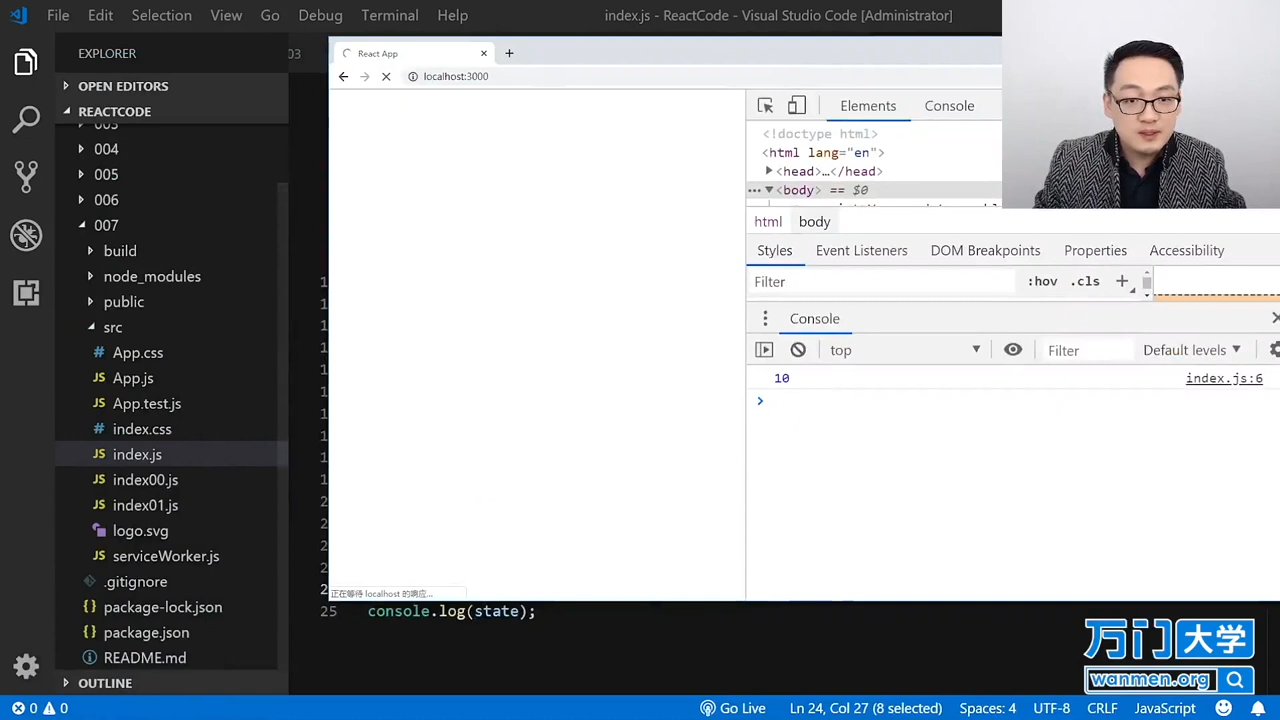 File Edit Selection View Go Debug Terminal Help
index.js - ReactCode - Visual Studio Code [Administrator]
EXPLORER
OPEN EDITORS
REACTCODE
003
004
005
006
007
build
node_modules
public
src
App.css
App.js
App.test.js
index.css
index.js
index00.js
index01.js
logo.svg
serviceWorker.js
.gitignore
package-lock.json
package.json
README.md
OUTLINE
03
React App
localhost:3000
Elements Console
<!doctype html>
<html lang="en">
<head>…</head>
<body> == $0
html body
Styles Event Listeners DOM Breakpoints Properties Accessibility
Filter :hov .cls +
Console
top Filter Default levels
10 index.js:6
正在等待 localhost 的响应...
25 console.log(state);
万门大学
wanmen.org
0 0 Go Live Ln 24, Col 27 (8 selected) Spaces: 4 UTF-8 CRLF JavaScript